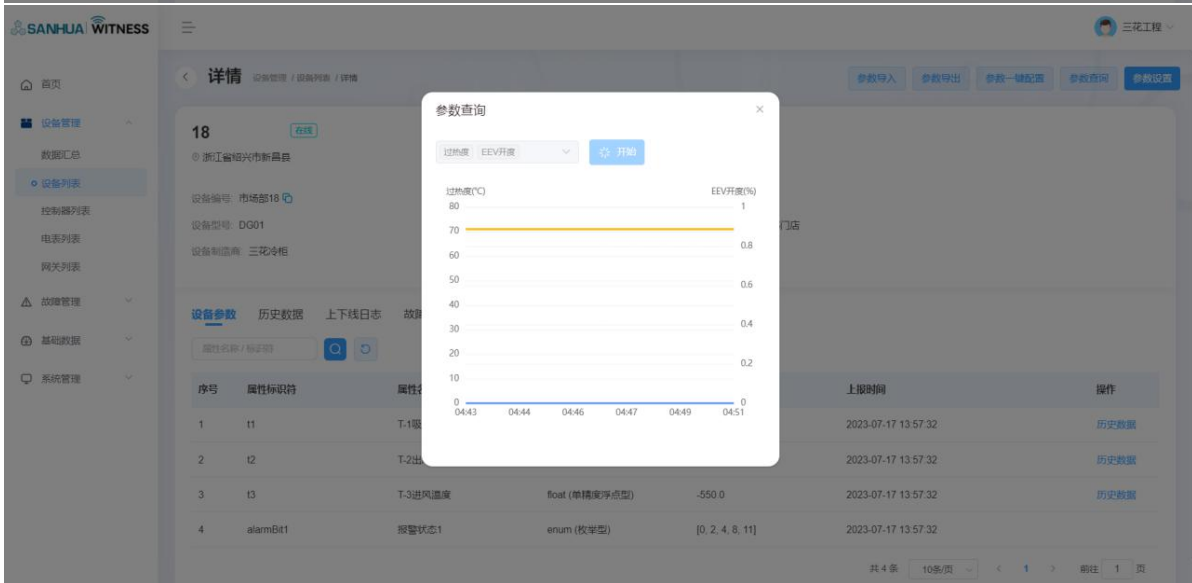 SANHUA WITNESS
三花工程
首页
设备管理
数据汇总
设备列表
控制器列表
电表列表
网关列表
故障管理
基础数据
系统管理
详情 设备管理 / 设备列表 / 详情
参数导入 参数导出 参数一键配置 参数查询 参数设置
18 在线
浙江省绍兴市新昌县
设备编号: 市场部18
设备型号: DG01
门店
设备制造商: 三花冷柜
参数查询
过热度 EEV开度 开始
过热度(℃) EEV开度(%)
80 1
70
0.8
60
50
0.6
40
0.4
30
20
0.2
10
0 0
04:43 04:44 04:46 04:47 04:49 04:51
设备参数 历史数据 上下线日志
属性名称 / 标识符
序号 属性标识符 上报时间 操作
1 t1 T-1吸 2023-07-17 13:57:32 历史数据
2 t2 T-2出 2023-07-17 13:57:32 历史数据
3 t3 T-3进风温度 float (单精度浮点型) -550.0 2023-07-17 13:57:32 历史数据
4 alarmBit1 报警状态1 enum (枚举型) [0, 2, 4, 8, 11] 2023-07-17 13:57:32
共 4 条 10条/页 1 前往 1 页